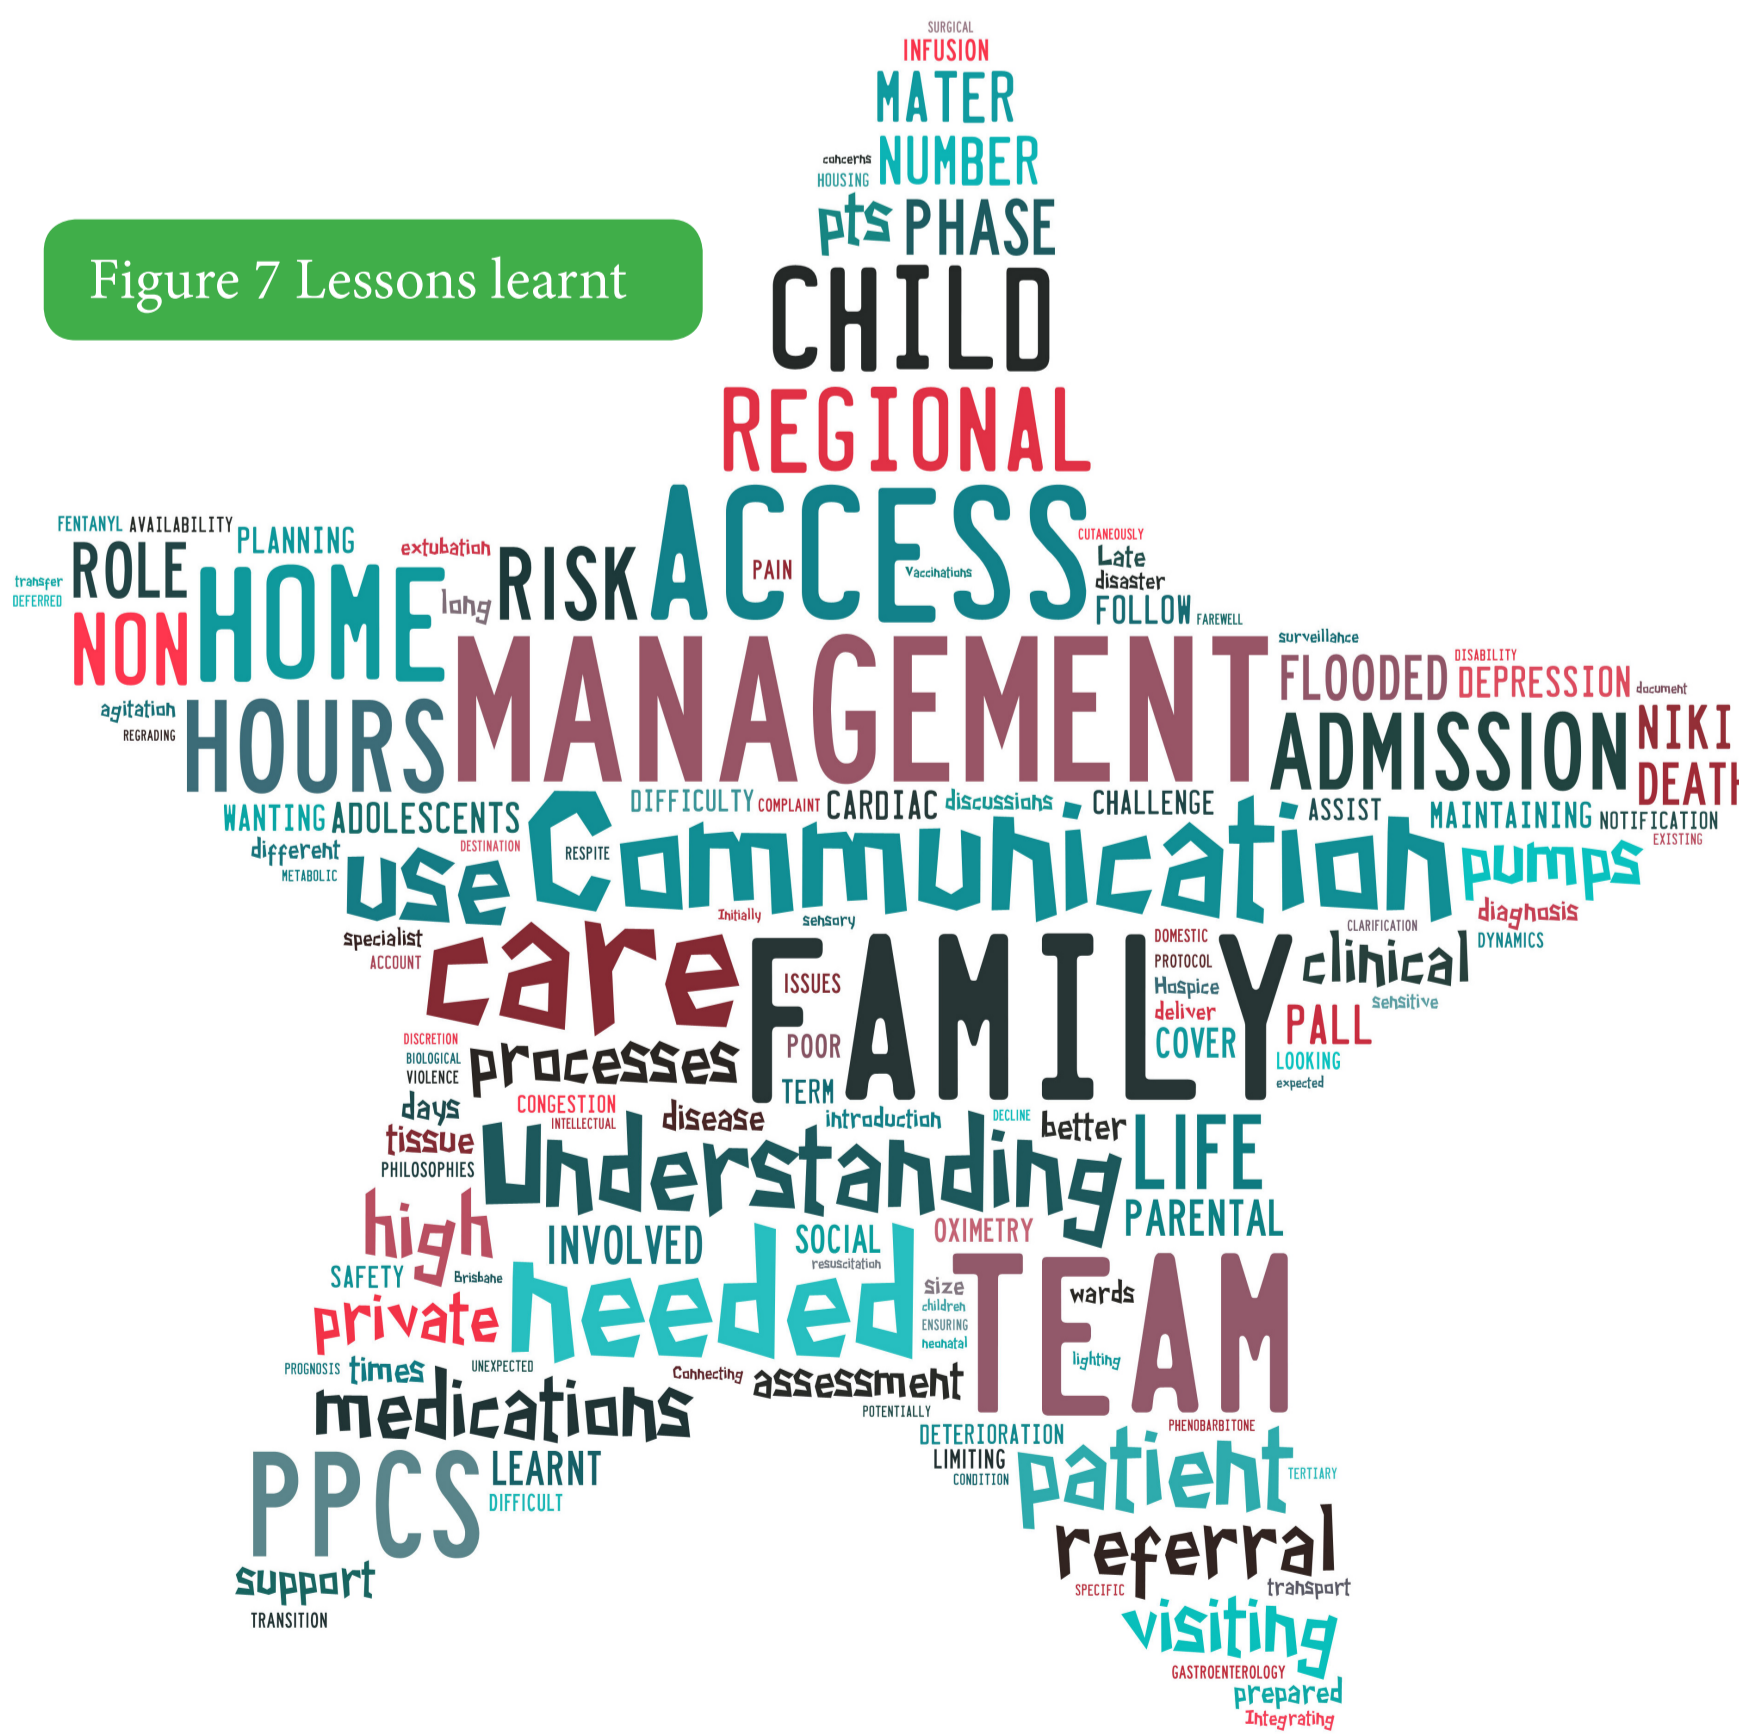 SURGICAL
INFUSION
MATER
concerns NUMBER
HOUSING
pts PHASE
Figure 7 Lessons learnt
CHILD
REGIONAL
ACCESS
PAIN Vaccinations
FENTANYL AVAILABILITY PLANNING
extubation RISK
CUTANEOUSLY
Late
disaster
FOLLOW FAREWELL
transfer ROLE
DEFERRED
NON HOME long
MANAGEMENT
surveillance
FLOODED DISABILITY
DEPRESSION document
agitation HOURS
REGRADING
ADMISSION NIKI
DEATH
WANTING ADOLESCENTS DIFFICULTY COMPLAINT CARDIAC discussions CHALLENGE ASSIST MAINTAINING NOTIFICATION
EXISTING
different DESTINATION
METABOLIC
use RESPITE Communication pumps
Initially sensory
diagnosis
CLARIFICATION
DYNAMICS
specialist
ACCOUNT
care FAMILY clinical
ISSUES
POOR
TERM
DOMESTIC
PROTOCOL
Hospice
deliver
COVER
sensitive
PALL
LOOKING
expected
DISCRETION
BIOLOGICAL
VIOLENCE
processes
days CONGESTION
INTELLECTUAL
disease introduction DECLINE better
tissue
PHILOSOPHIES
Understanding LIFE
PARENTAL
high INVOLVED SOCIAL OXIMETRY
resuscitation
SAFETY Brisbane
private needed
size
children
ENSURING
neonatal
TEAM
wards
lighting
PROGNOSIS times UNEXPECTED Connecting assessment
POTENTIALLY
medications
DETERIORATION
LIMITING
CONDITION
PHENOBARBITONE
patient TERTIARY
PPCS LEARNT
DIFFICULT
referral
SPECIFIC transport
support
TRANSITION
visiting
GASTROENTEROLOGY
prepared
Integrating